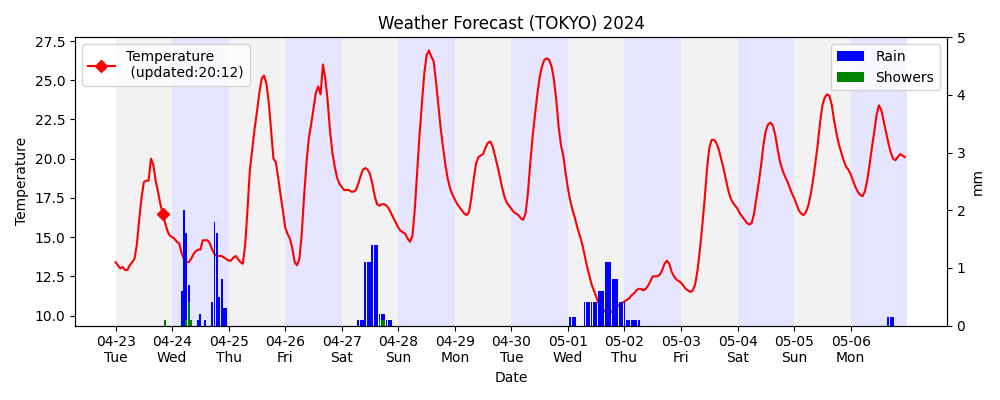 Weather Forecast (TOKYO) 2024
27.5
25.0
22.5
20.0
17.5
15.0
12.5
10.0
Temperature
Temperature
(updated:20:12)
Rain
Showers
5
4
3
2
1
0
mm
04-23 04-24 04-25 04-26 04-27 04-28 04-29 04-30 05-01 05-02 05-03 05-04 05-05 05-06
Tue Wed Thu Fri Sat Sun Mon Tue Wed Thu Fri Sat Sun Mon
Date